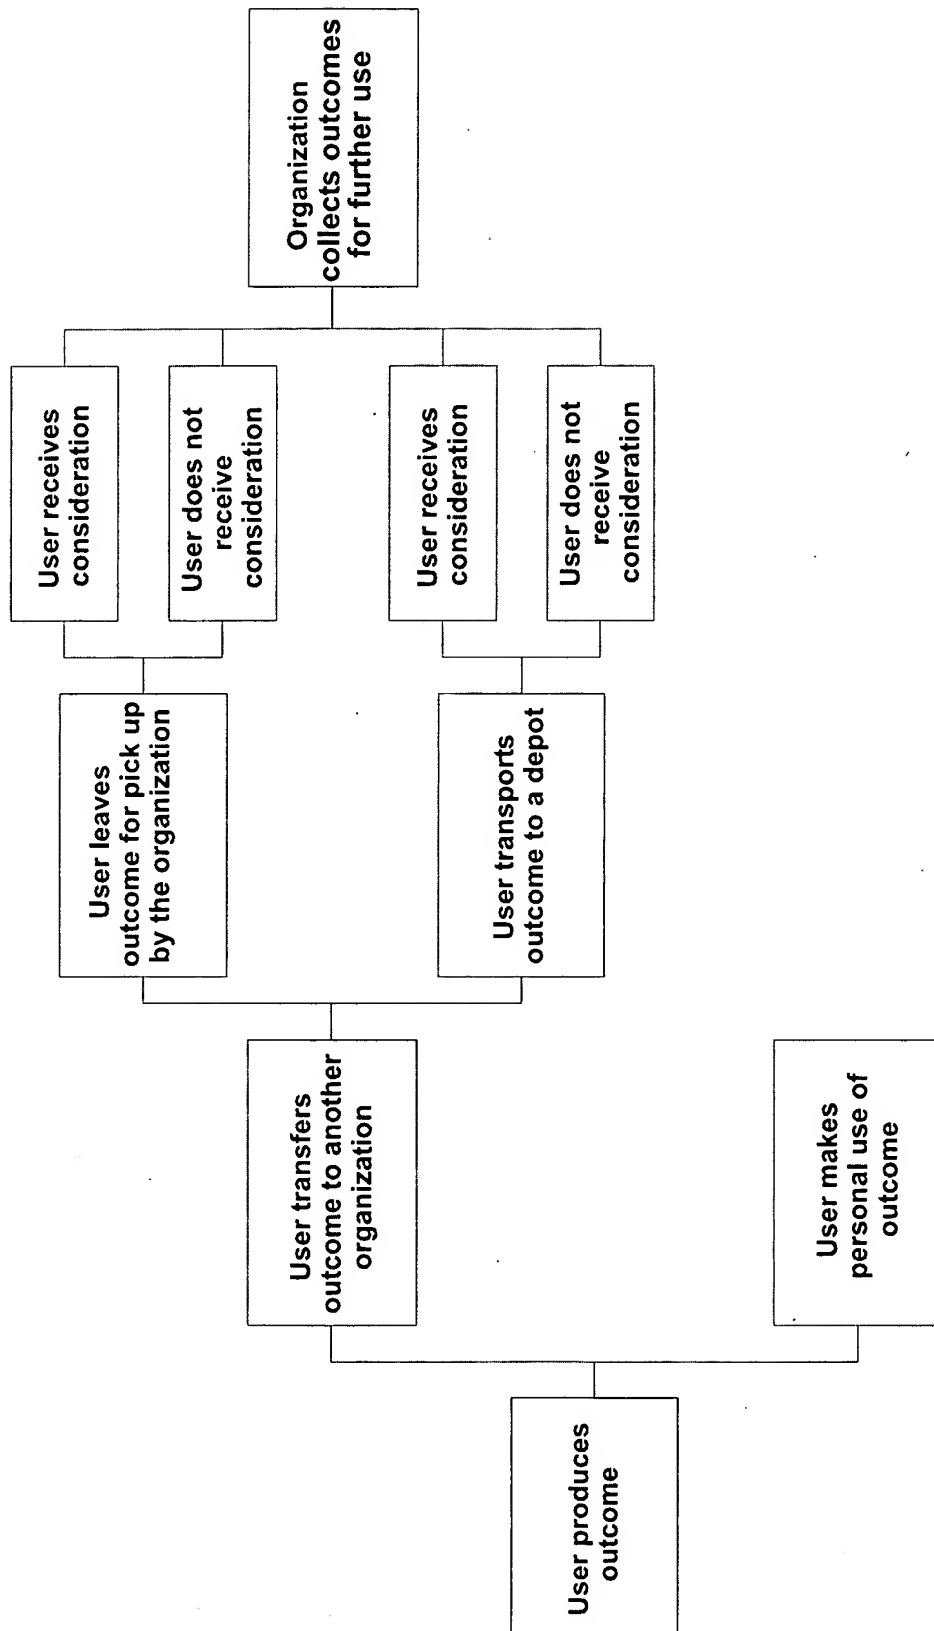 User produces
outcome
User transfers
outcome to another
organization
User makes
personal use of
outcome
User leaves
outcome for pick up
by the organization
User transports
outcome to a depot
User receives
consideration
User does not
receive
consideration
User receives
consideration
User does not
receive
consideration
Organization
collects outcomes
for further use